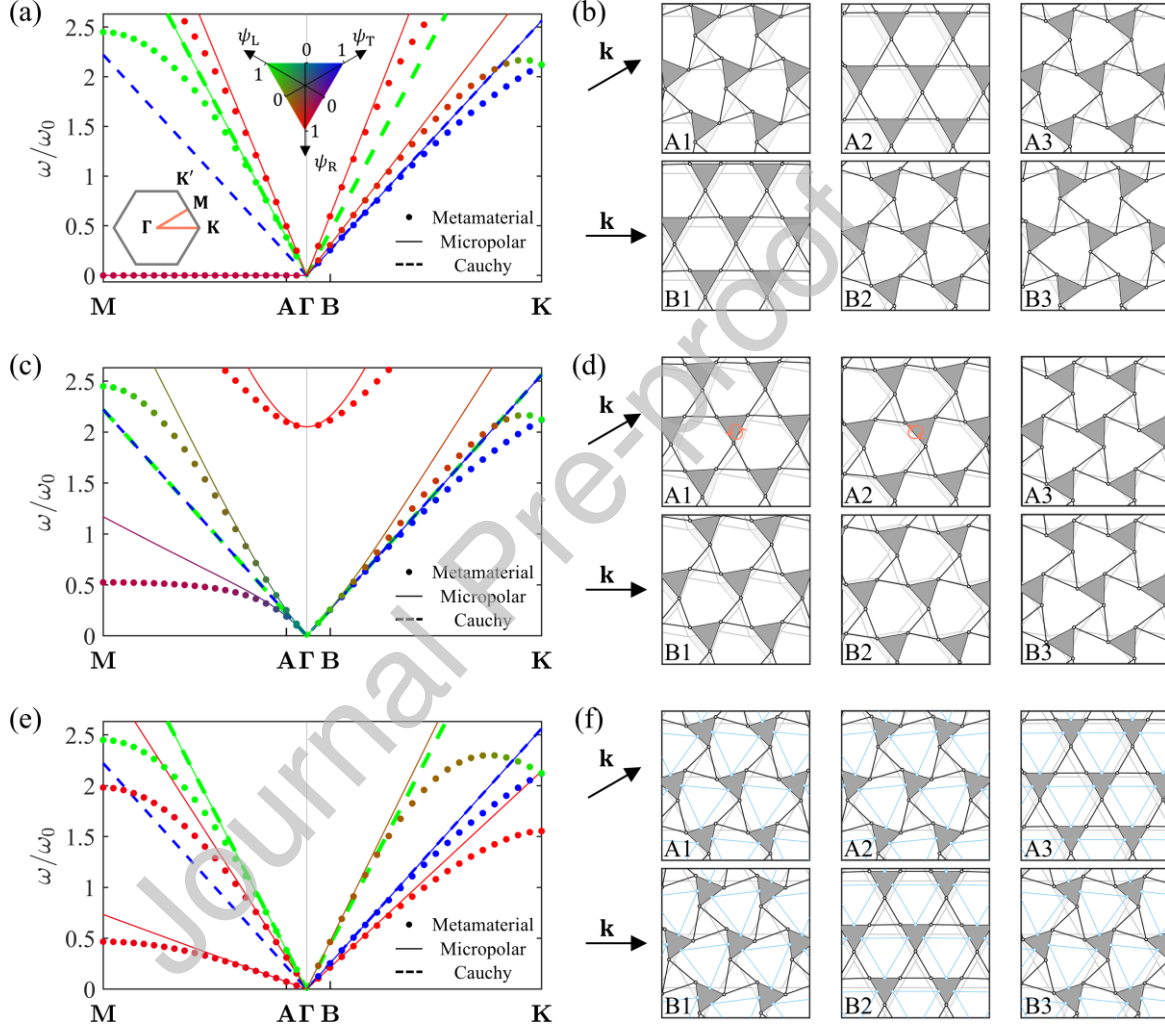 (a)
ω/ω₀
2.5
2
1.5
1
0.5
0
ψL
0
1
ψT
1
0
0
1
ψR
K′
M
Γ
K
Metamaterial
Micropolar
Cauchy
M
A
Γ
B
K
(b)
k
A1
A2
A3
k
B1
B2
B3
(c)
ω/ω₀
2.5
2
1.5
1
0.5
0
Metamaterial
Micropolar
Cauchy
M
A
Γ
B
K
(d)
k
A1
A2
A3
k
B1
B2
B3
(e)
ω/ω₀
2.5
2
1.5
1
0.5
0
Metamaterial
Micropolar
Cauchy
M
A
Γ
B
K
(f)
k
A1
A2
A3
k
B1
B2
B3
Journal Pre-proof